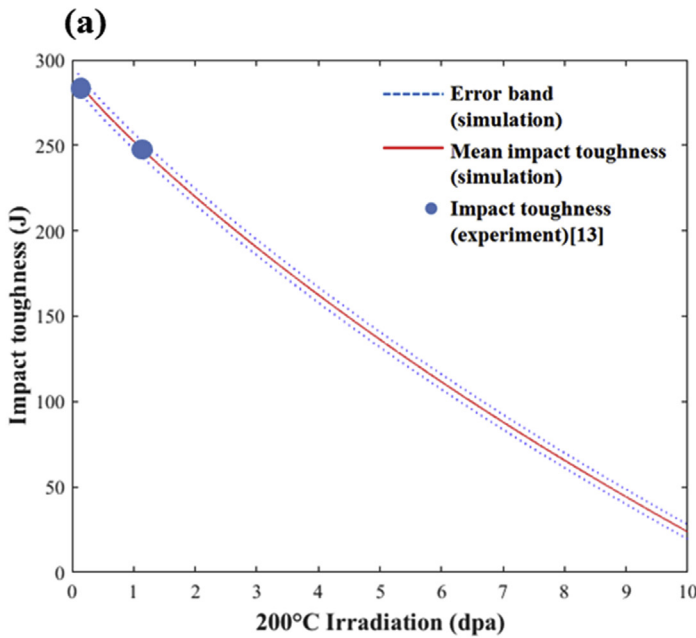 (a)
300
250
200
150
100
50
0
Impact toughness (J)
Error band
(simulation)
Mean impact toughness
(simulation)
Impact toughness
(experiment)[13]
0 1 2 3 4 5 6 7 8 9 10
200°C Irradiation (dpa)